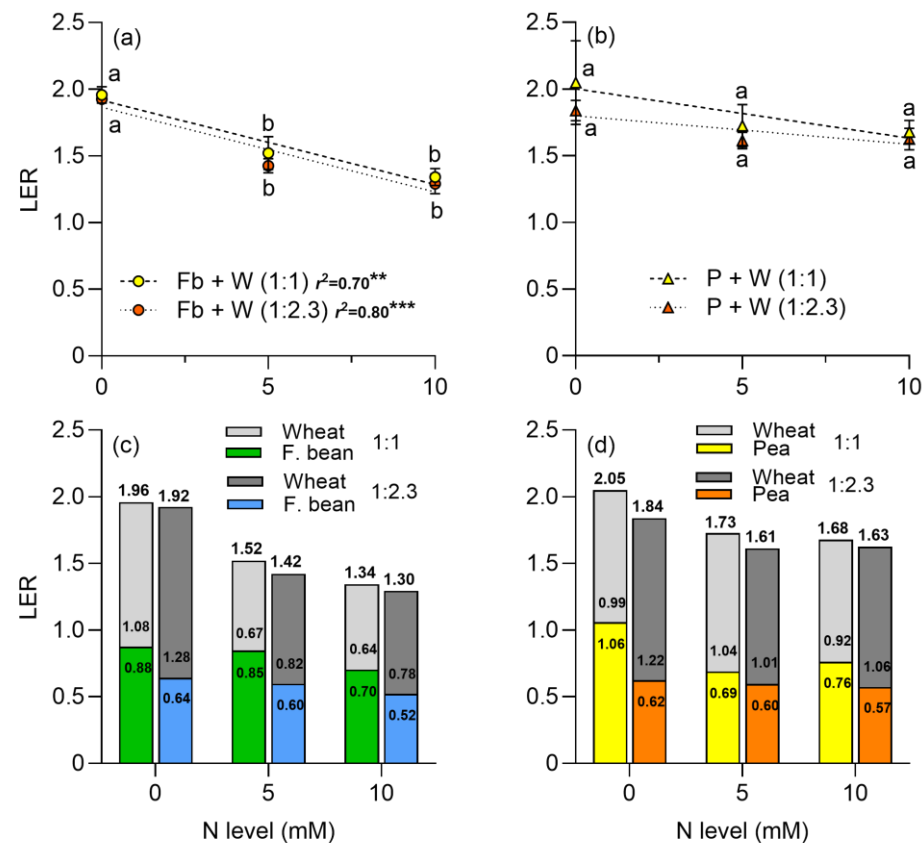 (a)
2.5
2.0
1.5
1.0
0.5
0
LER
a
a
b
b
b
b
Fb + W (1:1) r²=0.70**
Fb + W (1:2.3) r²=0.80***
0
5
10
(b)
2.5
2.0
1.5
1.0
0.5
0
a
a
a
a
a
a
P + W (1:1)
P + W (1:2.3)
0
5
10
(c)
2.5
2.0
1.5
1.0
0.5
0
LER
Wheat
F. bean
1:1
Wheat
F. bean
1:2.3
1.96
1.92
1.08
1.28
0.88
0.64
1.52
1.42
0.67
0.82
0.85
0.60
1.34
1.30
0.64
0.78
0.70
0.52
0
5
10
N level (mM)
(d)
2.5
2.0
1.5
1.0
0.5
0
Wheat
Pea
1:1
Wheat
Pea
1:2.3
2.05
1.84
0.99
1.22
1.06
0.62
1.73
1.61
1.04
1.01
0.69
0.60
1.68
1.63
0.92
1.06
0.76
0.57
0
5
10
N level (mM)